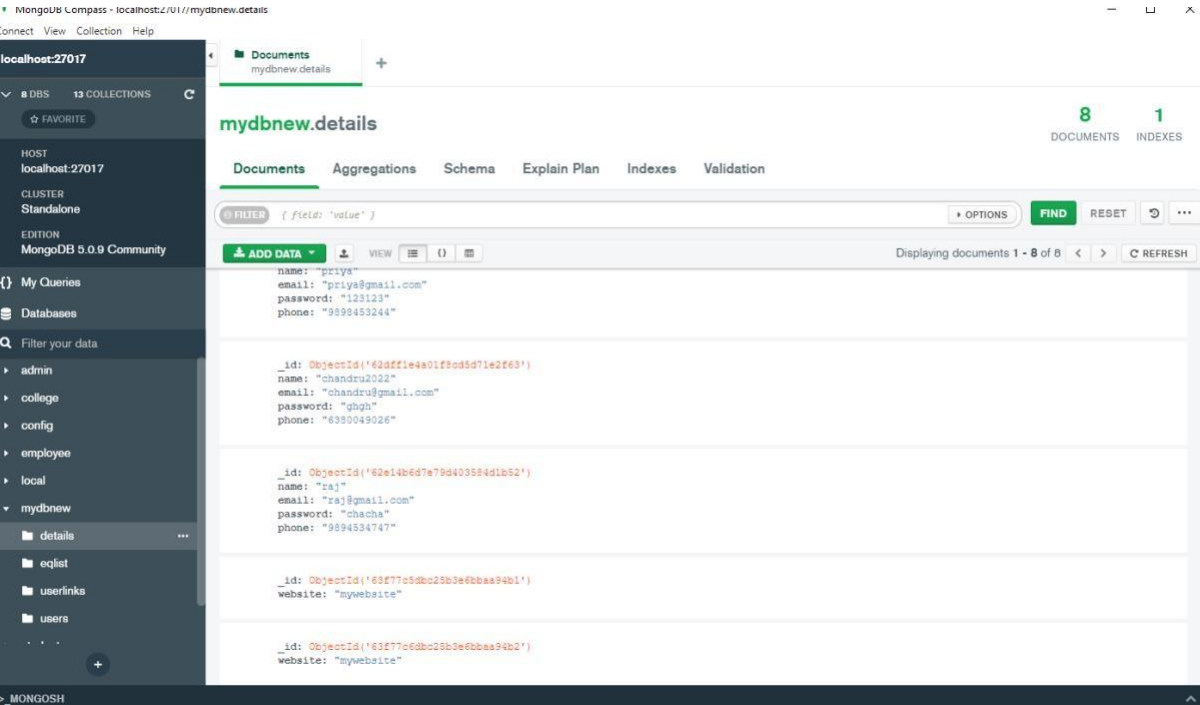 MongoDB Compass - localhost:27017/mydbnew.details
Connect View Collection Help
localhost:27017
Documents
mydbnew.details
+
8 DBS 13 COLLECTIONS
FAVORITE
HOST
localhost:27017
CLUSTER
Standalone
EDITION
MongoDB 5.0.9 Community
{} My Queries
Databases
Filter your data
admin
college
config
employee
local
mydbnew
details
eqlist
userlinks
users
+
>_MONGOSH
mydbnew.details
8
DOCUMENTS
1
INDEXES
Documents Aggregations Schema Explain Plan Indexes Validation
FILTER { field: 'value' } OPTIONS FIND RESET
ADD DATA VIEW {} Displaying documents 1 - 8 of 8 < > REFRESH
name: "priya"
email: "priya@gmail.com"
password: "123123"
phone: "9898453244"
_id: ObjectId('62dff1e4a01f8cd5d71e2f63')
name: "chandru2022"
email: "chandru@gmail.com"
password: "ghgh"
phone: "6380049026"
_id: ObjectId('62e14b6d7e79d403584d1b52')
name: "raj"
email: "raj@gmail.com"
password: "chacha"
phone: "9894534747"
_id: ObjectId('63f77c5dbc25b3e6bbaa94b1')
website: "mywebsite"
_id: ObjectId('63f77c6dbc25b3e6bbaa94b2')
website: "mywebsite"